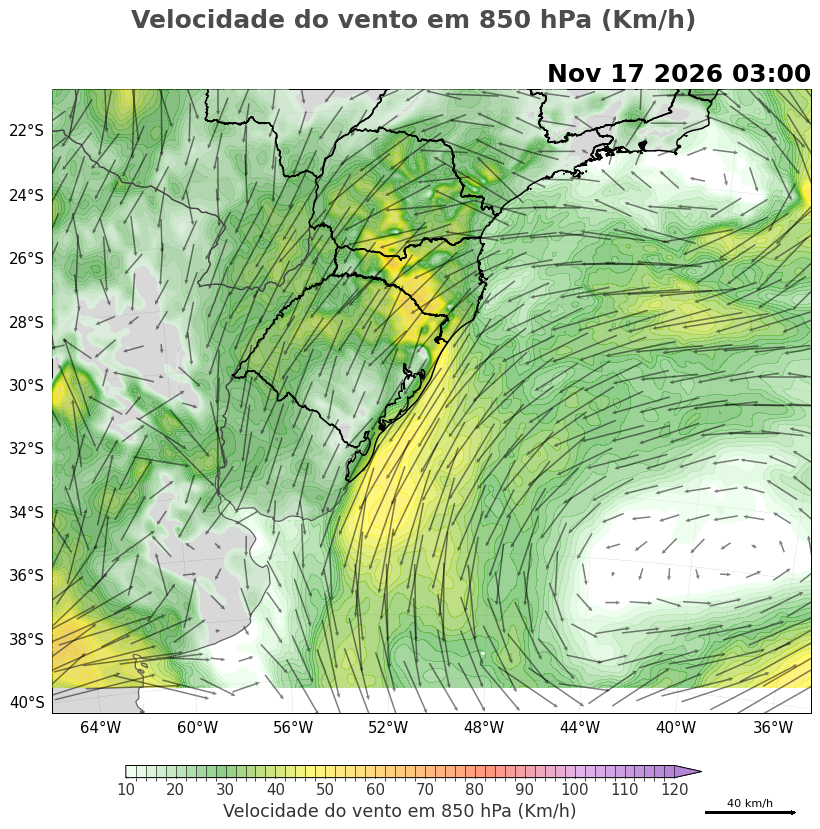 Velocidade do vento em 850 hPa (Km/h)
Nov 17 2026 03:00
22°S
24°S
26°S
28°S
30°S
32°S
34°S
36°S
38°S
40°S
64°W 60°W 56°W 52°W 48°W 44°W 40°W 36°W
10 20 30 40 50 60 70 80 90 100 110 120
Velocidade do vento em 850 hPa (Km/h)
40 km/h